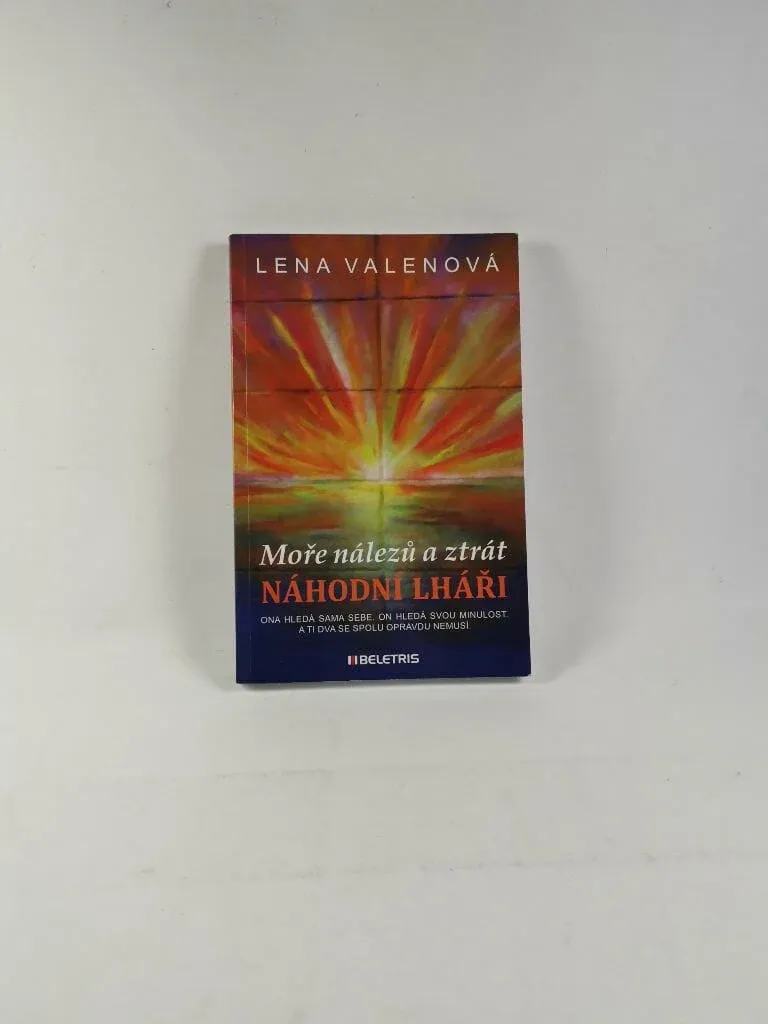 LENA VALENOVÁ
Moře nálezů a ztrát
NÁHODNÍ LHÁŘI
ONA HLEDÁ SAMA SEBE. ON HLEDÁ SVOU MINULOST.
A TI DVA SE SPOLU OPRAVDU NEMUSÍ.
BELETRIS